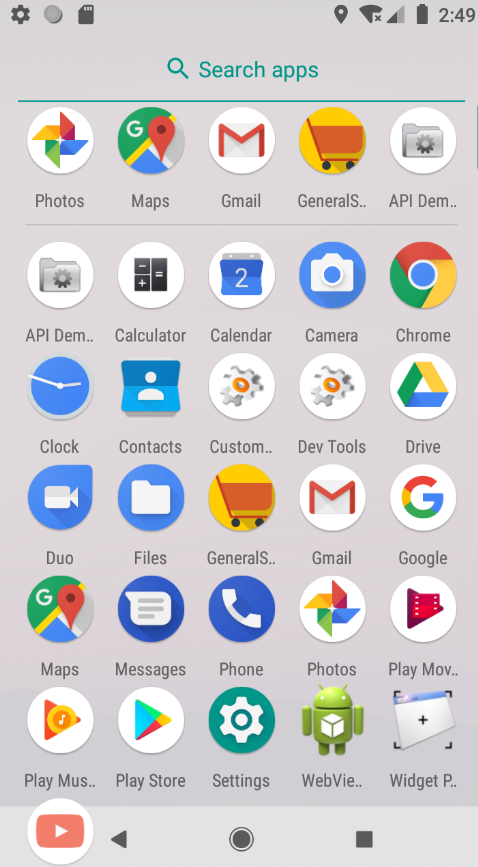 2:49
Search apps
Photos Maps Gmail GeneralS.. API Dem..
API Dem.. Calculator Calendar Camera Chrome
Clock Contacts Custom.. Dev Tools Drive
Duo Files GeneralS.. Gmail Google
Maps Messages Phone Photos Play Mov..
Play Mus.. Play Store Settings WebVie.. Widget P..